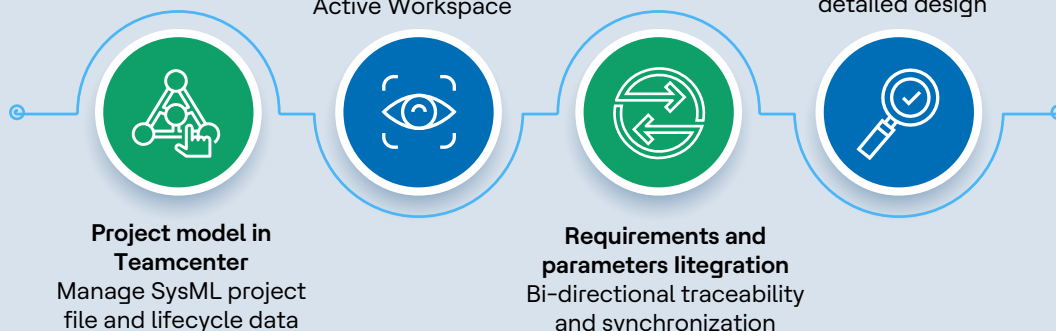 Active Workspace
detailed design
Project model in
Teamcenter
Manage SysML project
file and lifecycle data
Requirements and
parameters litegration
Bi-directional traceability
and synchronization